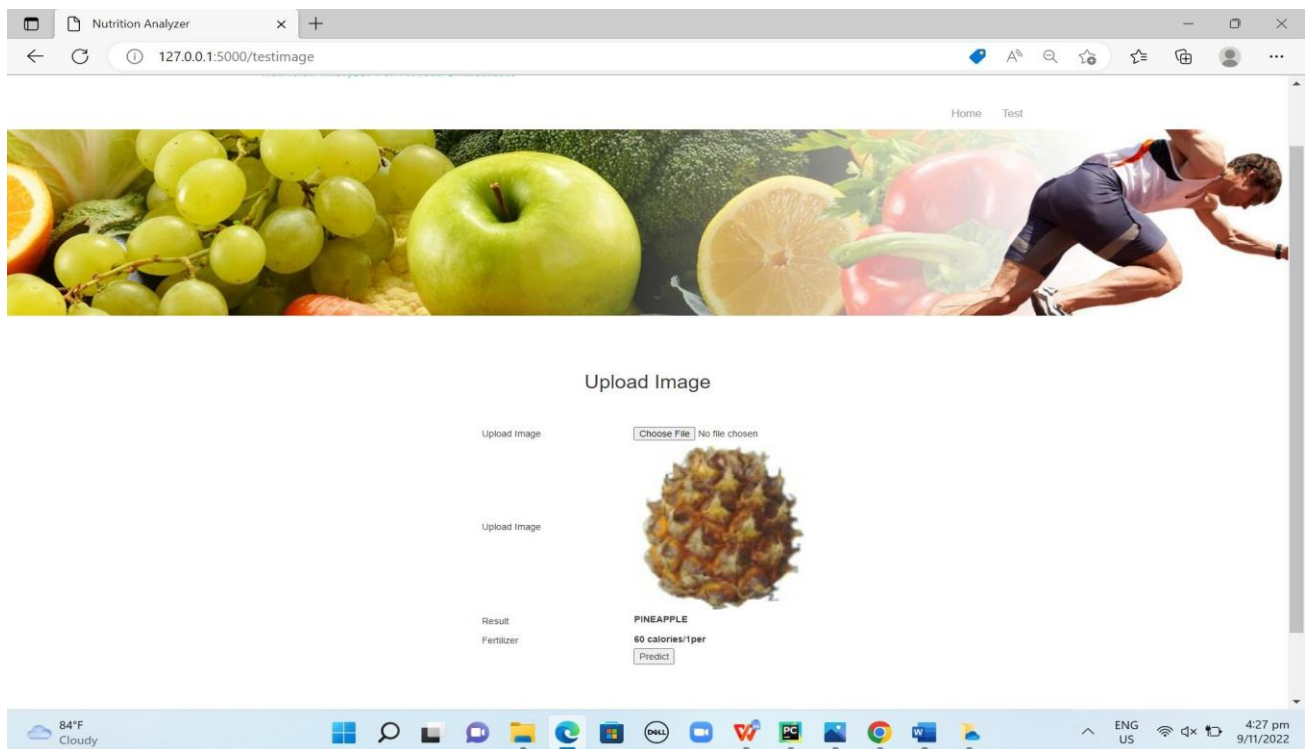 Nutrition Analyzer
127.0.0.1:5000/testimage
Home Test
Upload Image
Upload Image Choose File No file chosen
Upload Image
Result PINEAPPLE
Fertilizer 60 calories/1per
Predict
84°F
Cloudy
DELL
W
PC
W
ENG
US
4:27 pm
9/11/2022